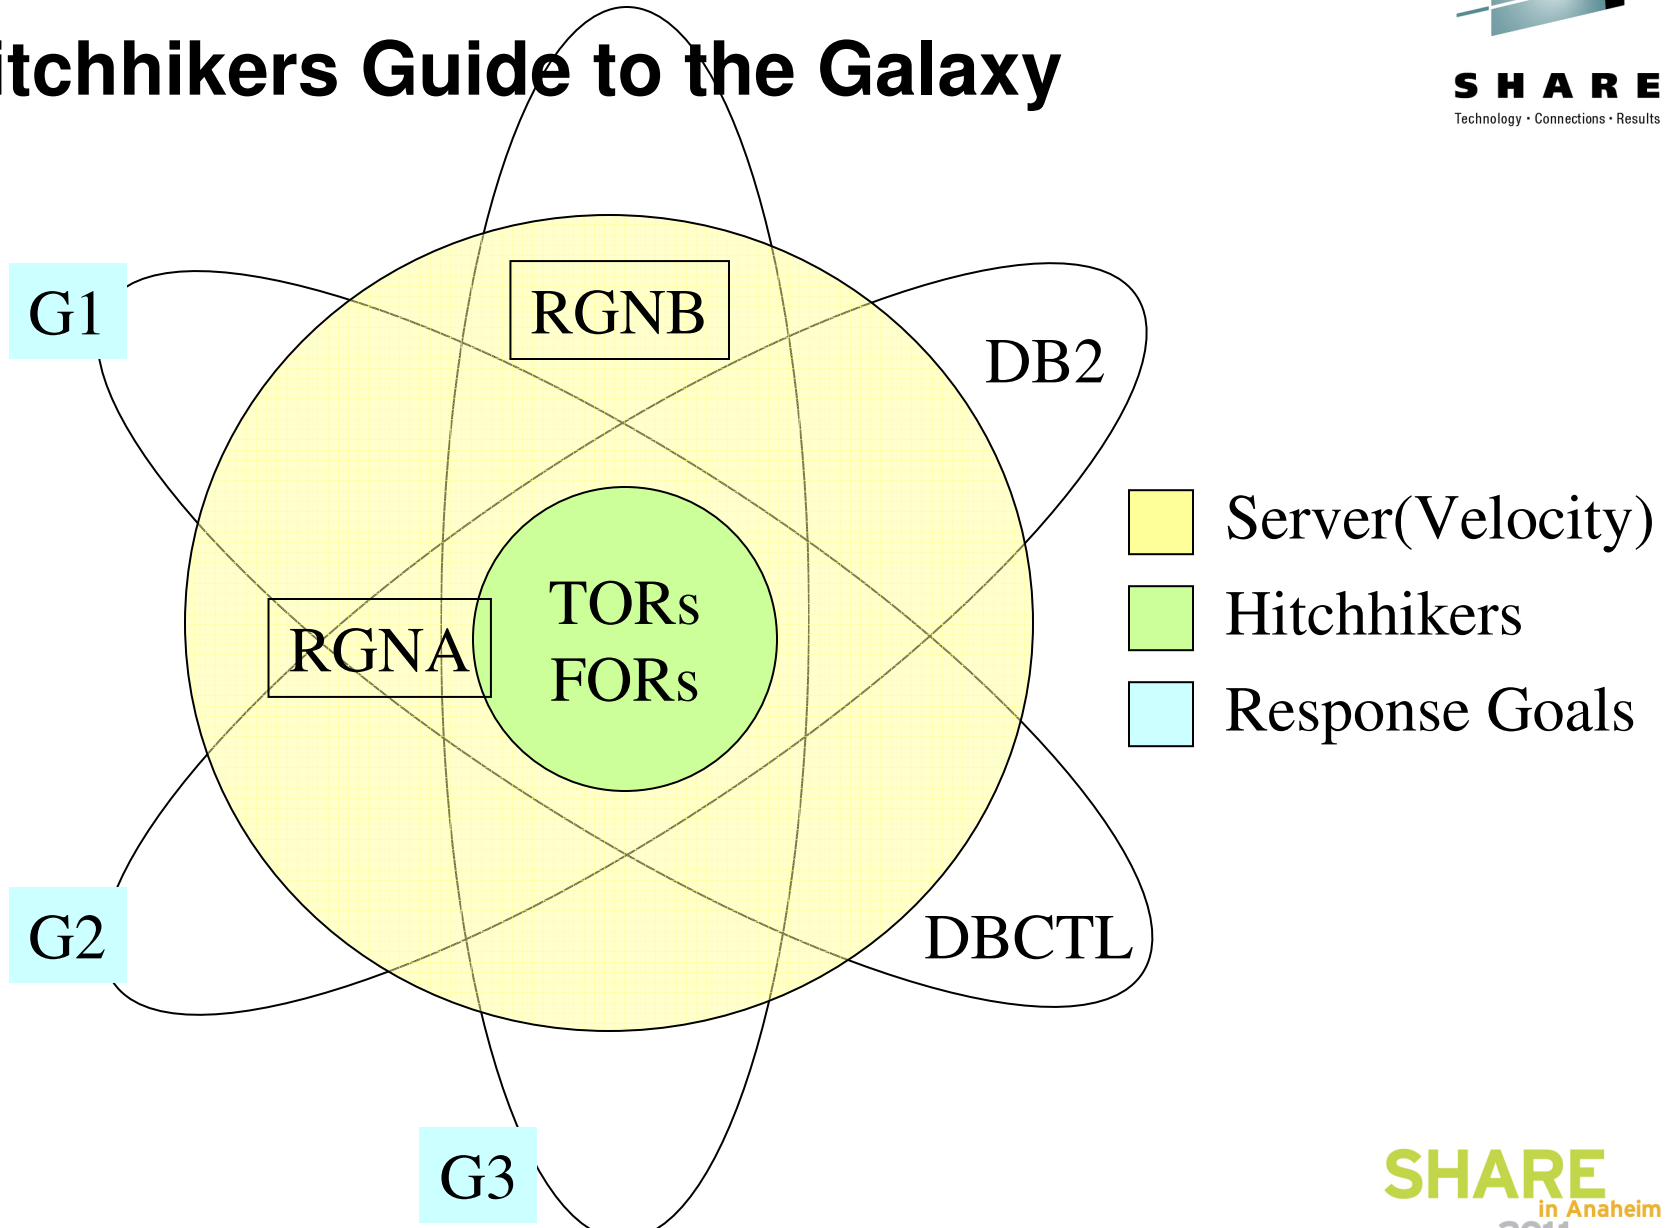 itchhikers Guide to the Galaxy
SHARE
Technology · Connections · Results
G1
RGNB
DB2
Server(Velocity)
TORs
FORs
Hitchhikers
RGNA
Response Goals
G2
DBCTL
G3
SHARE
in Anaheim
2011